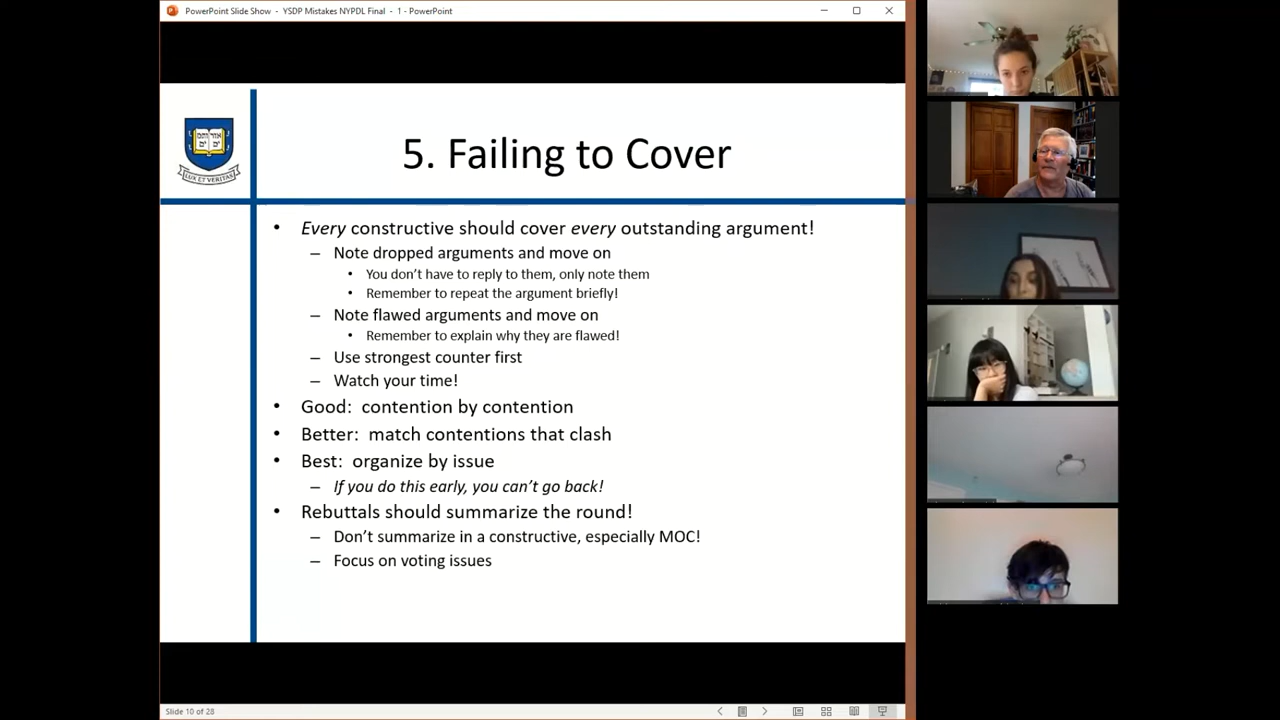 PowerPoint Slide Show - YSDP Mistakes NYPDL Final - 1 - PowerPoint
LUX ET VERITAS
5. Failing to Cover
• Every constructive should cover every outstanding argument!
– Note dropped arguments and move on
• You don't have to reply to them, only note them
• Remember to repeat the argument briefly!
– Note flawed arguments and move on
• Remember to explain why they are flawed!
– Use strongest counter first
– Watch your time!
• Good: contention by contention
• Better: match contentions that clash
• Best: organize by issue
– If you do this early, you can't go back!
• Rebuttals should summarize the round!
– Don't summarize in a constructive, especially MOC!
– Focus on voting issues
Slide 10 of 28